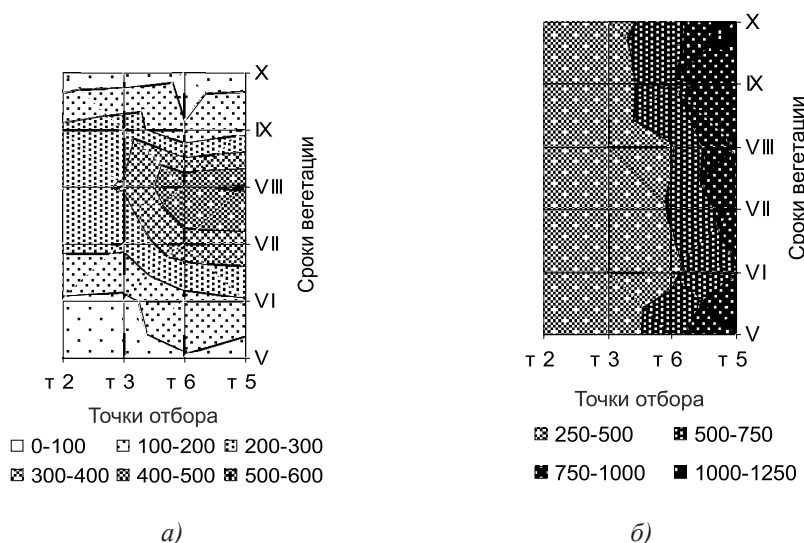 X
IX
VIII
VII
VI
V
Сроки вегетации
т 2 т 3 т 6 т 5
Точки отбора
0-100 100-200 200-300
300-400 400-500 500-600
а)
X
IX
VIII
VII
VI
V
Сроки вегетации
т 2 т 3 т 6 т 5
Точки отбора
250-500 500-750
750-1000 1000-1250
б)